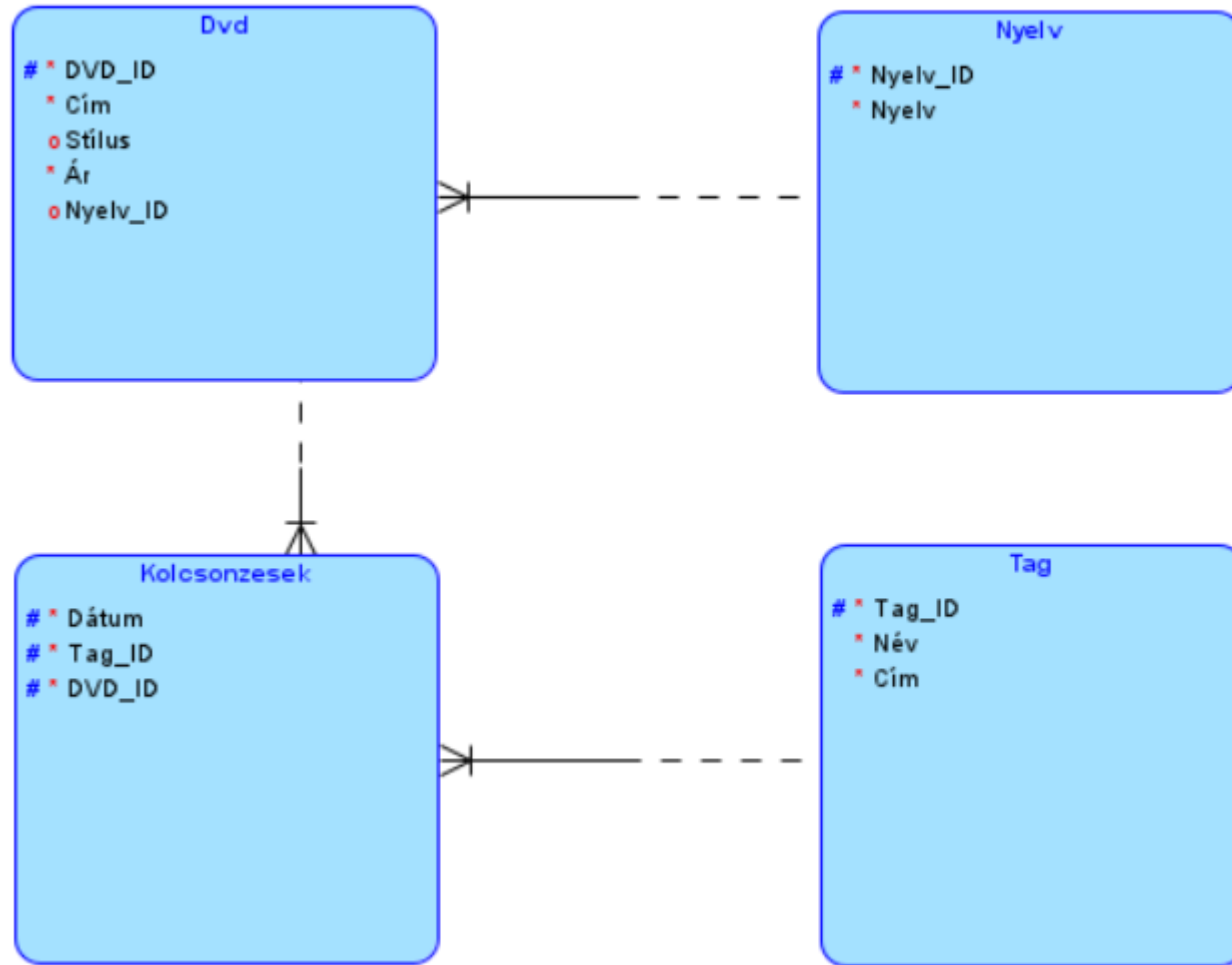 Dvd
# * DVD_ID
* Cím
o Stílus
* Ár
o Nyelv_ID
Nyelv
# * Nyelv_ID
* Nyelv
Kolcsonzesek
# * Dátum
# * Tag_ID
# * DVD_ID
Tag
# * Tag_ID
* Név
* Cím